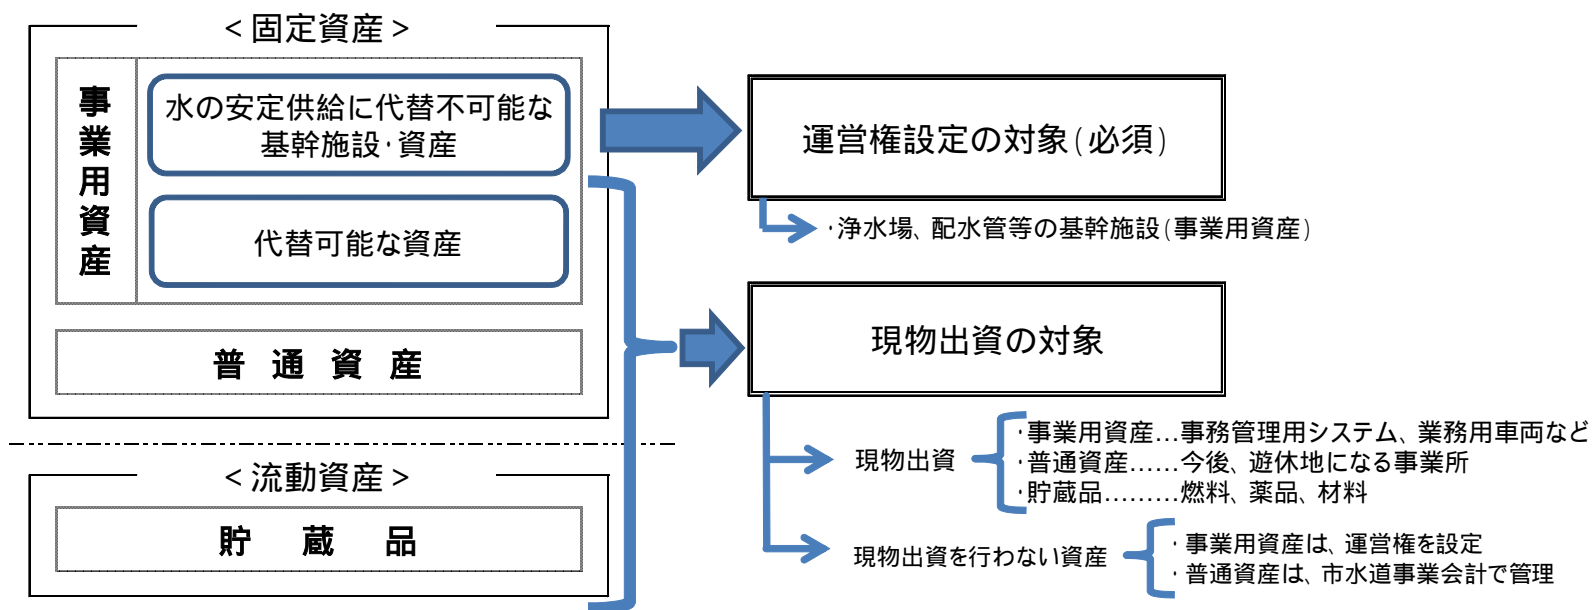 ＜固定資産＞
事業用資産
水の安定供給に代替不可能な
基幹施設・資産
代替可能な資産
普通資産
＜流動資産＞
貯蔵品
運営権設定の対象(必須)
・浄水場、配水管等の基幹施設(事業用資産)
現物出資の対象
現物出資
・事業用資産…事務管理用システム、業務用車両など
・普通資産……今後、遊休地になる事業所
・貯蔵品………燃料、薬品、材料
現物出資を行わない資産
・事業用資産は、運営権を設定
・普通資産は、市水道事業会計で管理